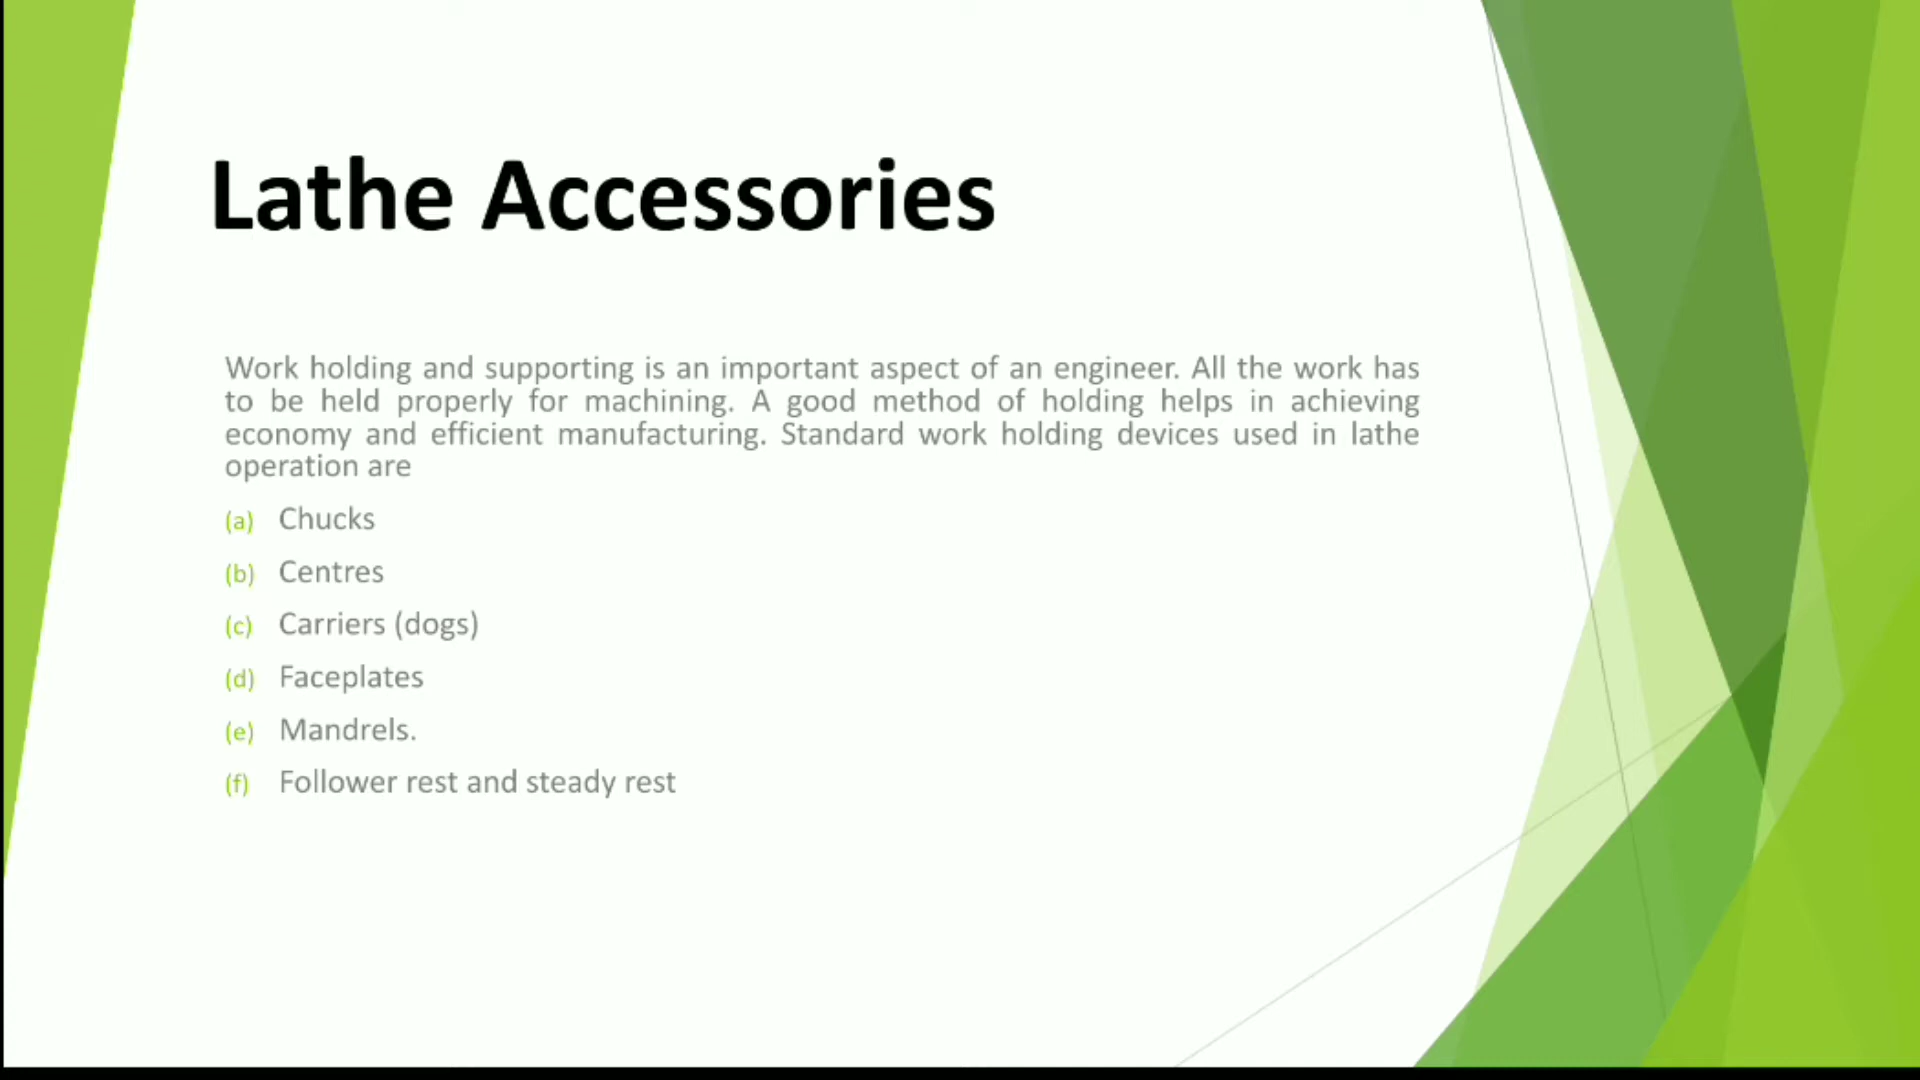 Lathe Accessories
Work holding and supporting is an important aspect of an engineer. All the work has
to be held properly for machining. A good method of holding helps in achieving
economy and efficient manufacturing. Standard work holding devices used in lathe
operation are
(a) Chucks
(b) Centres
(c) Carriers (dogs)
(d) Faceplates
(e) Mandrels.
(f) Follower rest and steady rest